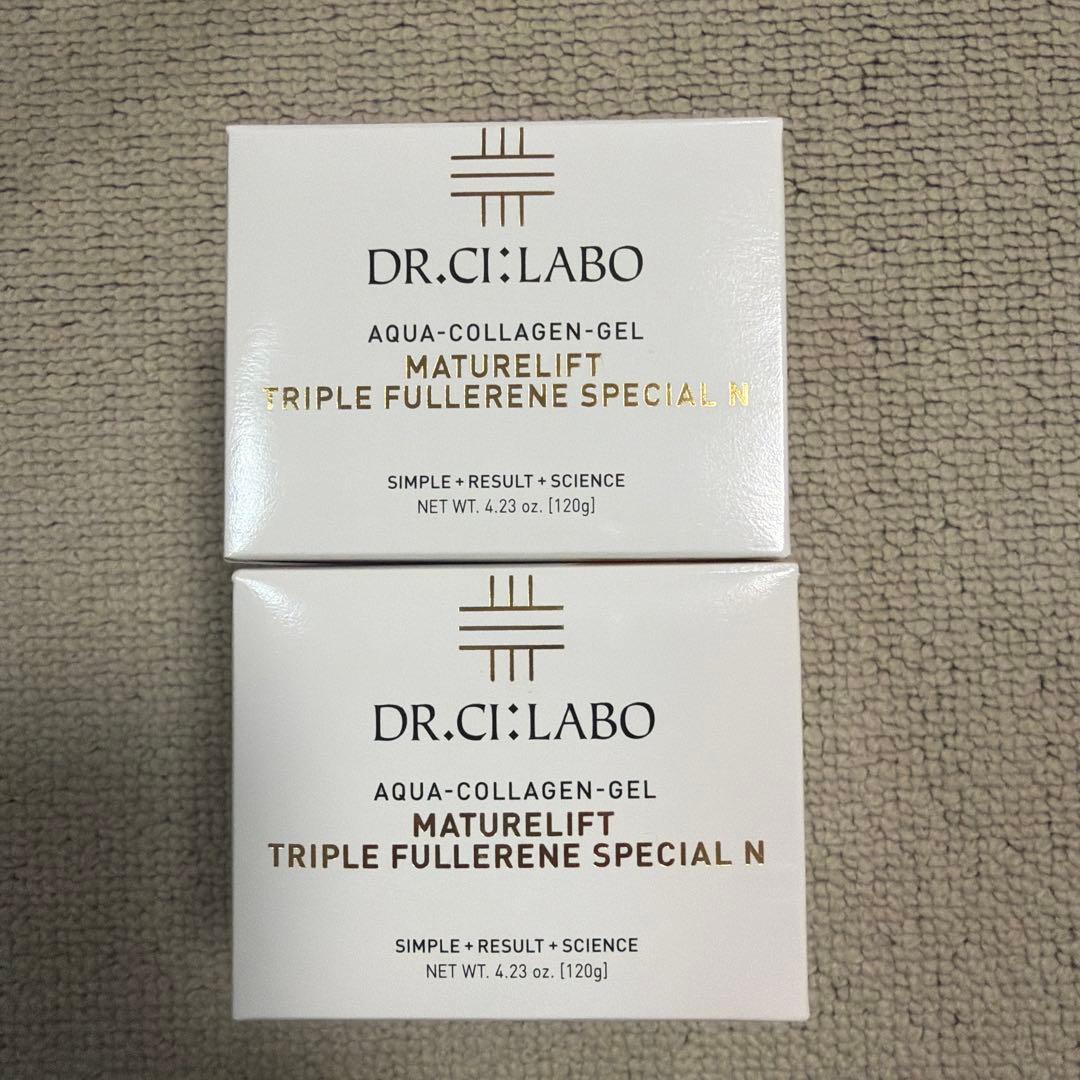 DR.CI:LABO
AQUA-COLLAGEN-GEL
MATURELIFT
TRIPLE FULLERENE SPECIAL N
SIMPLE + RESULT + SCIENCE
NET WT. 4.23 oz. [120g]
DR.CI:LABO
AQUA-COLLAGEN-GEL
MATURELIFT
TRIPLE FULLERENE SPECIAL N
SIMPLE + RESULT + SCIENCE
NET WT. 4.23 oz. [120g]